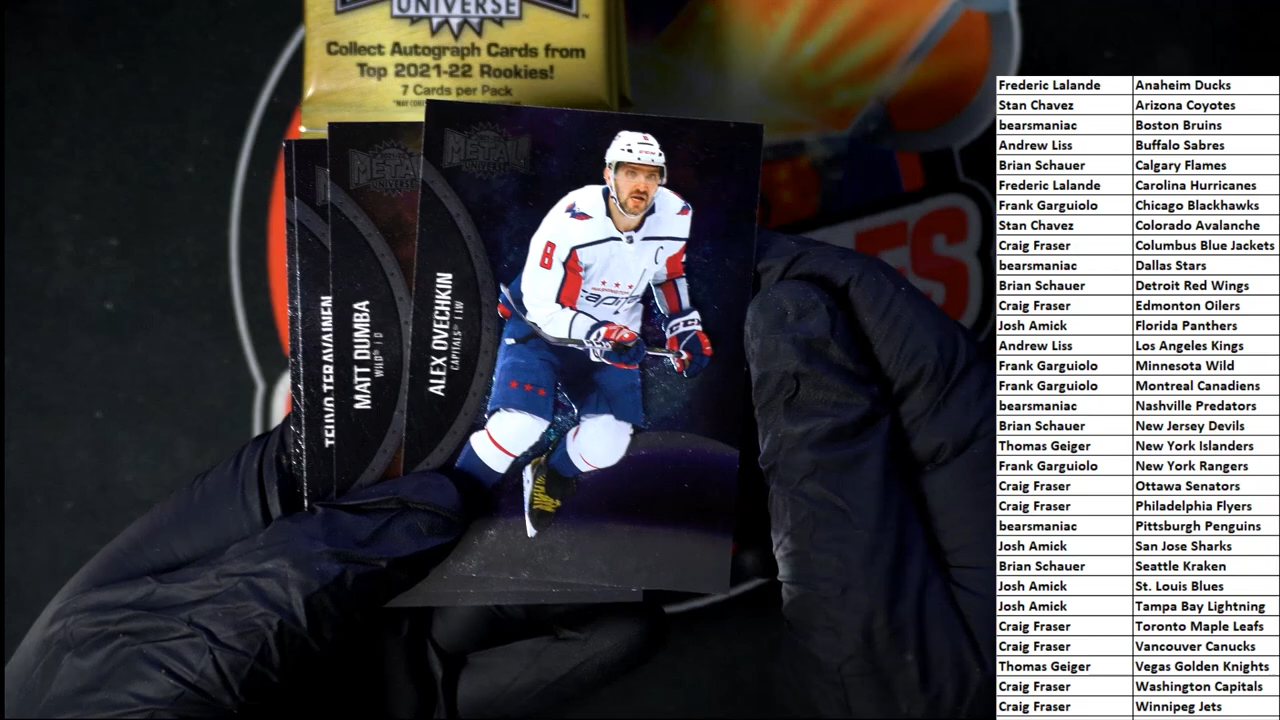 UNIVERSE
Collect Autograph Cards from
Top 2021-22 Rookies!
7 Cards per Pack
METAL
UNIVERSE
META
UNIVERSE
ALEX OVECHKIN
CAPITALS® | LW
MATT DUMBA
WILD® | D
TEUVO TERAVAINEN
8
8
C
CCM
capitals
ES
Frederic Lalande Anaheim Ducks
Stan Chavez Arizona Coyotes
bearsmaniac Boston Bruins
Andrew Liss Buffalo Sabres
Brian Schauer Calgary Flames
Frederic Lalande Carolina Hurricanes
Frank Garguiolo Chicago Blackhawks
Stan Chavez Colorado Avalanche
Craig Fraser Columbus Blue Jackets
bearsmaniac Dallas Stars
Brian Schauer Detroit Red Wings
Craig Fraser Edmonton Oilers
Josh Amick Florida Panthers
Andrew Liss Los Angeles Kings
Frank Garguiolo Minnesota Wild
Frank Garguiolo Montreal Canadiens
bearsmaniac Nashville Predators
Brian Schauer New Jersey Devils
Thomas Geiger New York Islanders
Frank Garguiolo New York Rangers
Craig Fraser Ottawa Senators
Craig Fraser Philadelphia Flyers
bearsmaniac Pittsburgh Penguins
Josh Amick San Jose Sharks
Brian Schauer Seattle Kraken
Josh Amick St. Louis Blues
Josh Amick Tampa Bay Lightning
Craig Fraser Toronto Maple Leafs
Craig Fraser Vancouver Canucks
Thomas Geiger Vegas Golden Knights
Craig Fraser Washington Capitals
Craig Fraser Winnipeg Jets